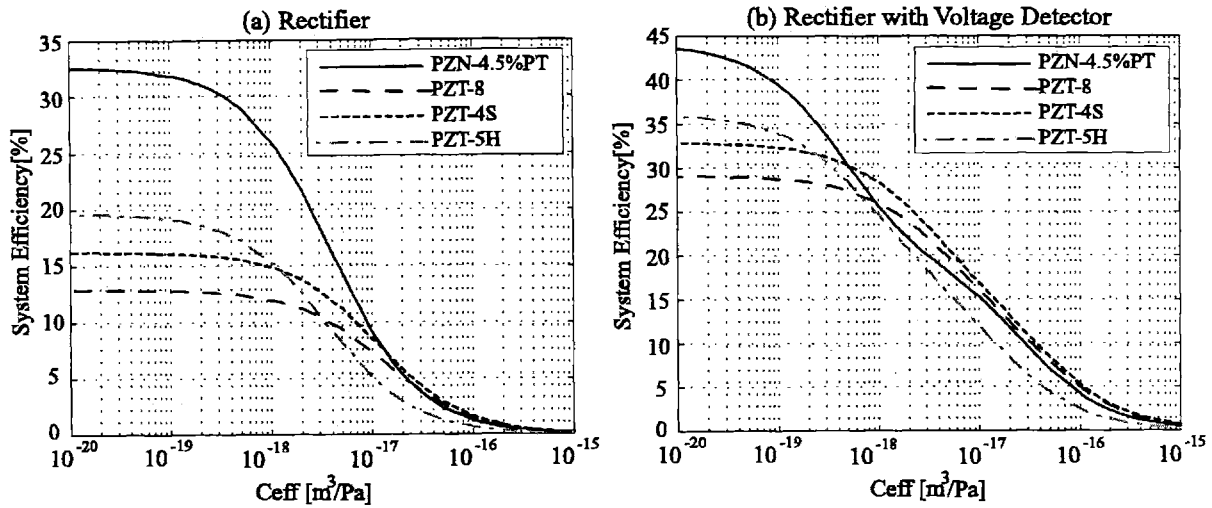 (a) Rectifier
35
30
25
20
15
10
5
0
System Efficiency[%]
PZN-4.5%PT
PZT-8
PZT-4S
PZT-5H
10^-20 10^-19 10^-18 10^-17 10^-16 10^-15
Ceff [m^3/Pa]
(b) Rectifier with Voltage Detector
45
40
35
30
25
20
15
10
5
0
System Efficiency[%]
PZN-4.5%PT
PZT-8
PZT-4S
PZT-5H
10^-20 10^-19 10^-18 10^-17 10^-16 10^-15
Ceff [m^3/Pa]